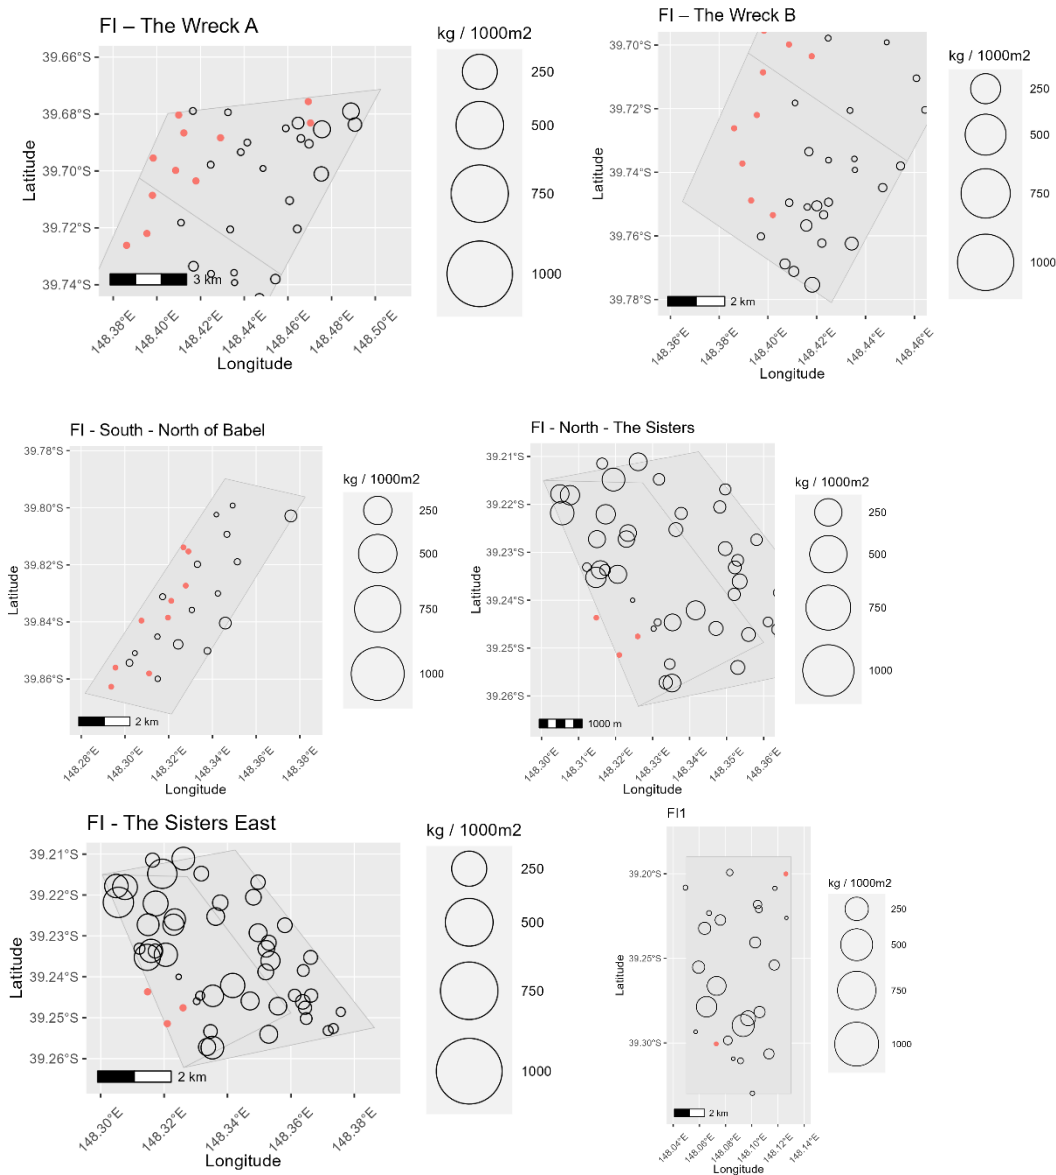 FI – The Wreck A
39.66°S
39.68°S
39.70°S
39.72°S
39.74°S
Latitude
3 km
148.38°E
148.40°E
148.42°E
148.44°E
148.46°E
148.48°E
148.50°E
Longitude
kg / 1000m2
250
500
750
1000
FI – The Wreck B
39.70°S
39.72°S
39.74°S
39.76°S
39.78°S
Latitude
2 km
148.36°E
148.38°E
148.40°E
148.42°E
148.44°E
148.46°E
Longitude
kg / 1000m2
250
500
750
1000
FI - South - North of Babel
39.78°S
39.80°S
39.82°S
39.84°S
39.86°S
Latitude
2 km
148.28°E
148.30°E
148.32°E
148.34°E
148.36°E
148.38°E
Longitude
kg / 1000m2
250
500
750
1000
FI - North - The Sisters
39.21°S
39.22°S
39.23°S
39.24°S
39.25°S
39.26°S
Latitude
1000 m
148.30°E
148.31°E
148.32°E
148.33°E
148.34°E
148.35°E
148.36°E
Longitude
kg / 1000m2
250
500
750
1000
FI - The Sisters East
39.21°S
39.22°S
39.23°S
39.24°S
39.25°S
39.26°S
Latitude
2 km
148.30°E
148.32°E
148.34°E
148.36°E
148.38°E
Longitude
kg / 1000m2
250
500
750
1000
FI1
39.20°S
39.25°S
39.30°S
Latitude
2 km
148.04°E
148.06°E
148.08°E
148.10°E
148.12°E
148.14°E
Longitude
kg / 1000m2
250
500
750
1000